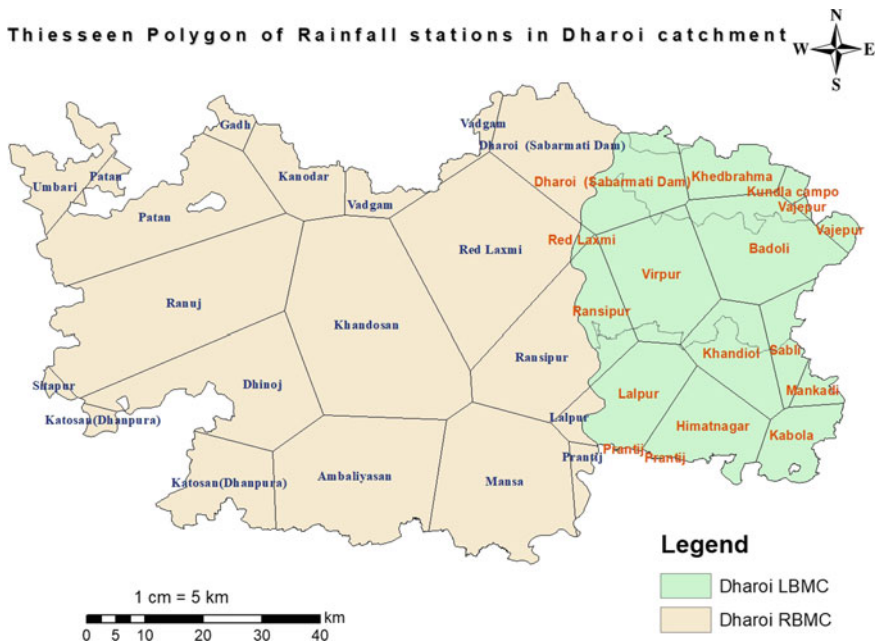 Thiesseen Polygon of Rainfall stations in Dharoi catchment
N
W E
S
Gadh
Vadgam
Dharoi (Sabarmati Dam)
Umbari
Patan
Kanodar
Dharoi (Sabarmati Dam)
Khedbrahma
Kundla campo
Vadgam
Vajepur
Patan
Vajepur
Red Laxmi
Red Laxmi
Badoli
Virpur
Ranuj
Khandosan
Ransipur
Ransipur
Khandiol
Sabli
Sitapur
Dhinoj
Lalpur
Mankadi
Katosan(Dhanpura)
Lalpur
Himatnagar
Kabola
Prantij
Prantij
Prantij
Katosan(Dhanpura)
Ambaliyasan
Mansa
Legend
Dharoi LBMC
Dharoi RBMC
1 cm = 5 km
km
0 5 10 20 30 40